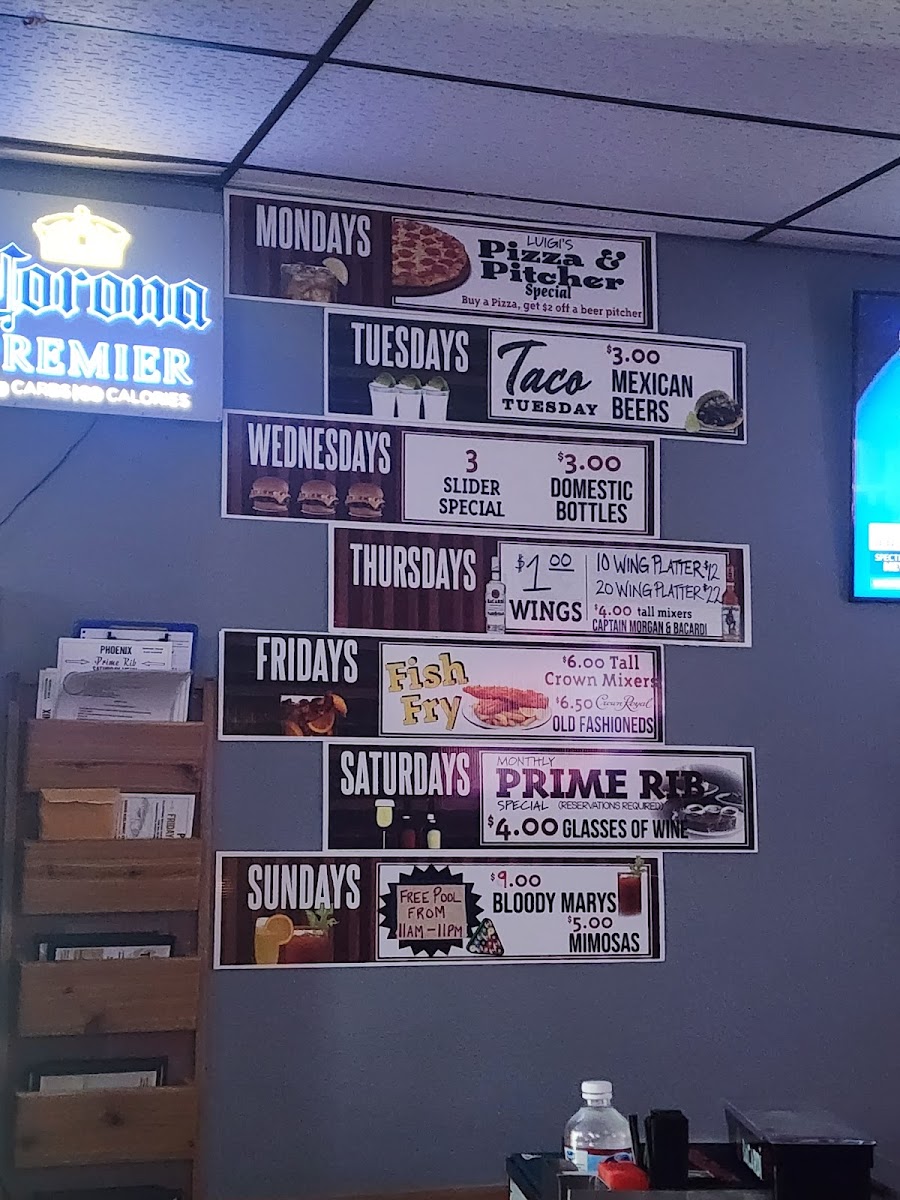 Corona
PREMIER
CARBS 90 CALORIES
MONDAYS
LUIGI'S
Pizza &
Pitcher
Special
Buy a Pizza, get $2 off a beer pitcher
TUESDAYS
Taco
TUESDAY
$3.00
MEXICAN
BEERS
WEDNESDAYS
3
SLIDER
SPECIAL
$3.00
DOMESTIC
BOTTLES
THURSDAYS
$1.00
WINGS
10 WING PLATTER $12
20 WING PLATTER $22
$4.00 tall mixers
CAPTAIN MORGAN & BACARDI
FRIDAYS
Fish
Fry
$6.00 Tall
Crown Mixers
$6.50 Crown Royal
OLD FASHIONEDS
SATURDAYS
MONTHLY
PRIME RIB
SPECIAL (RESERVATIONS REQUIRED)
$4.00 GLASSES OF WINE
SUNDAYS
FREE POOL
FROM
11AM-11PM
$9.00
BLOODY MARYS
$5.00
MIMOSAS
PHOENIX
Prime Rib